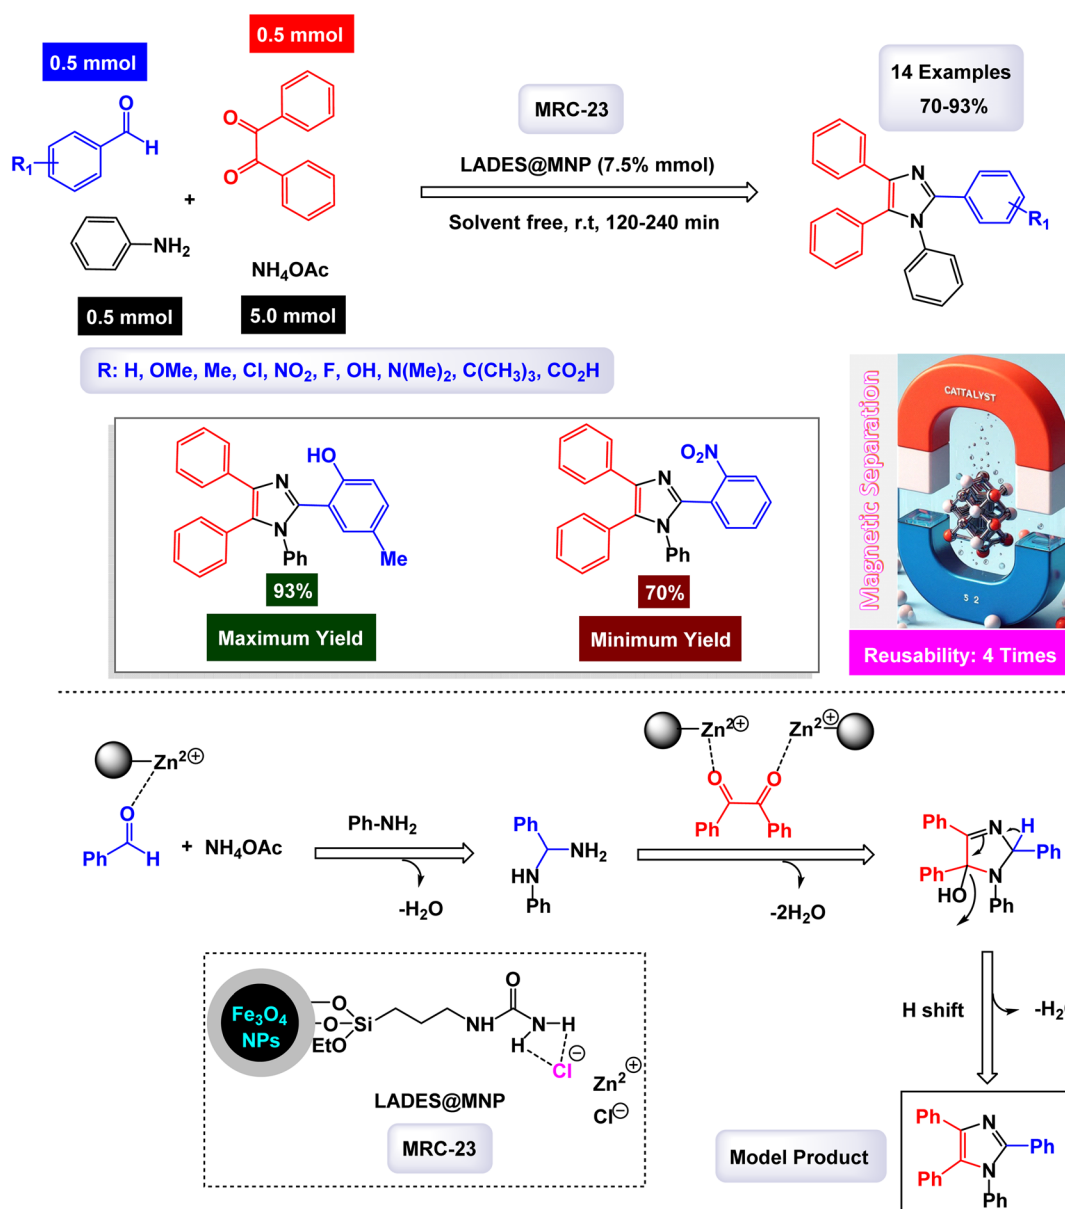 0.5 mmol
0.5 mmol
O
H
R1
O
O
+
NH2
NH4OAc
0.5 mmol
5.0 mmol
MRC-23
LADES@MNP (7.5% mmol)
Solvent free, r.t, 120-240 min
14 Examples
70-93%
N
N
R1
R: H, OMe, Me, Cl, NO2, F, OH, N(Me)2, C(CH3)3, CO2H
HO
N
N
Ph
Me
93%
Maximum Yield
O2N
N
N
Ph
70%
Minimum Yield
Magnetic Separation
CATTALYST
5 2
Reusability: 4 Times
Zn2⊕
O
Ph
H
+ NH4OAc
Ph-NH2
-H2O
Ph
NH2
HN
Ph
Zn2⊕
Zn2⊕
O
O
Ph
Ph
-2H2O
Ph
N
H
Ph
Ph
N
HO
Ph
H shift
-H2O
Fe3O4
NPs
O
O
Si
EtO
NH
O
N
H
H
Cl⊖
Zn2⊕
Cl⊖
LADES@MNP
MRC-23
Model Product
Ph
N
Ph
Ph
N
Ph